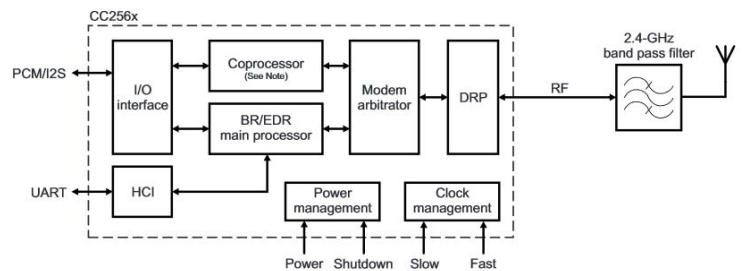 CC256x
2.4-GHz
band pass filter
PCM/I2S
I/O
interface
Coprocessor
(See Note)
Modem
arbitrator
DRP
RF
BR/EDR
main processor
UART
HCI
Power
management
Clock
management
Power
Shutdown
Slow
Fast